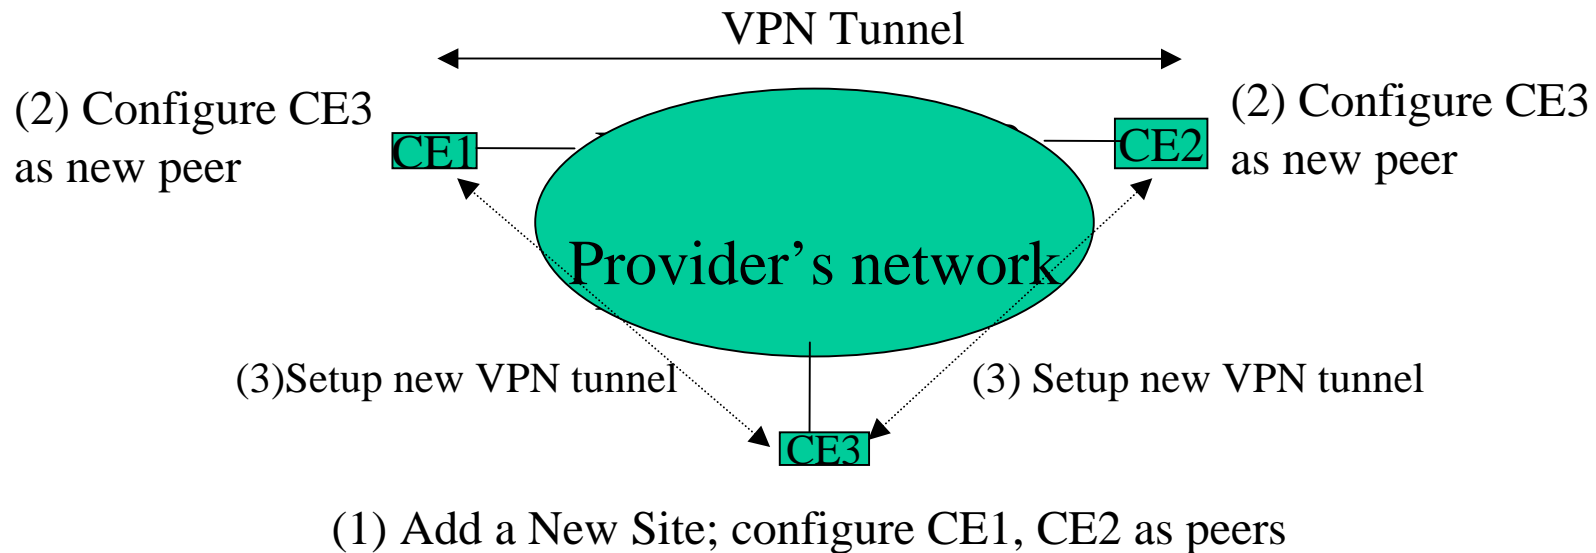 VPN Tunnel
(2) Configure CE3
as new peer
(2) Configure CE3
as new peer
CE1
CE2
Provider’s network
(3)Setup new VPN tunnel
(3) Setup new VPN tunnel
CE3
(1) Add a New Site; configure CE1, CE2 as peers